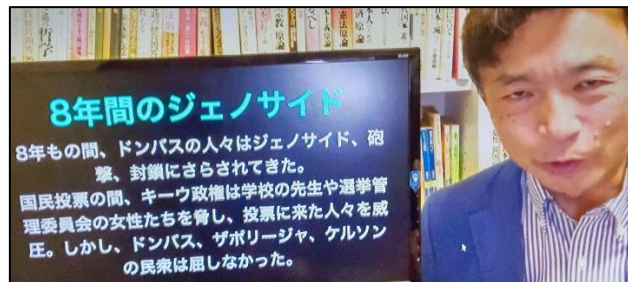 8年間のジェノサイド
8年もの間、ドンバスの人々はジェノサイド、砲
撃、封鎖にさらされてきた。
国民投票の間、キーウ政権は学校の先生や選挙管
理委員会の女性たちを脅し、投票に来た人々を威
圧。しかし、ドンバス、ザポリージャ、ケルソン
の民衆は屈しなかった。